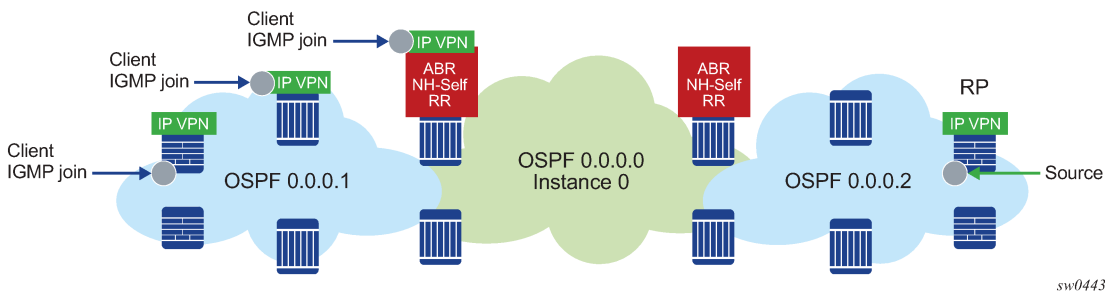 Client
IGMP join
IP VPN
Client
IGMP join
IP VPN
Client
IGMP join
IP VPN
ABR
NH-Self
RR
ABR
NH-Self
RR
RP
IP VPN
OSPF 0.0.0.1
OSPF 0.0.0.0
Instance 0
OSPF 0.0.0.2
Source
sw0443